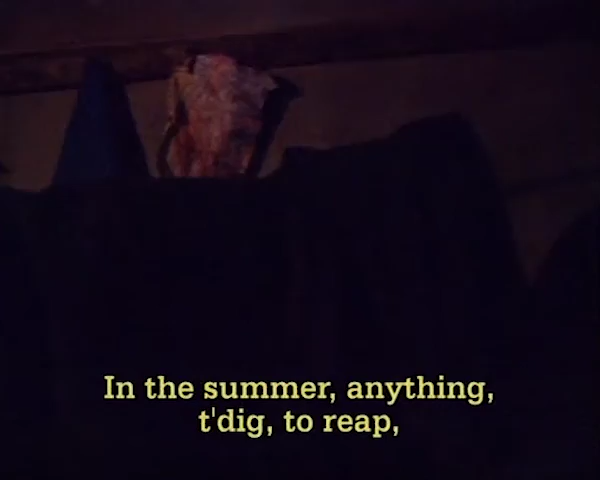 In the summer, anything,
t'dig, to reap,